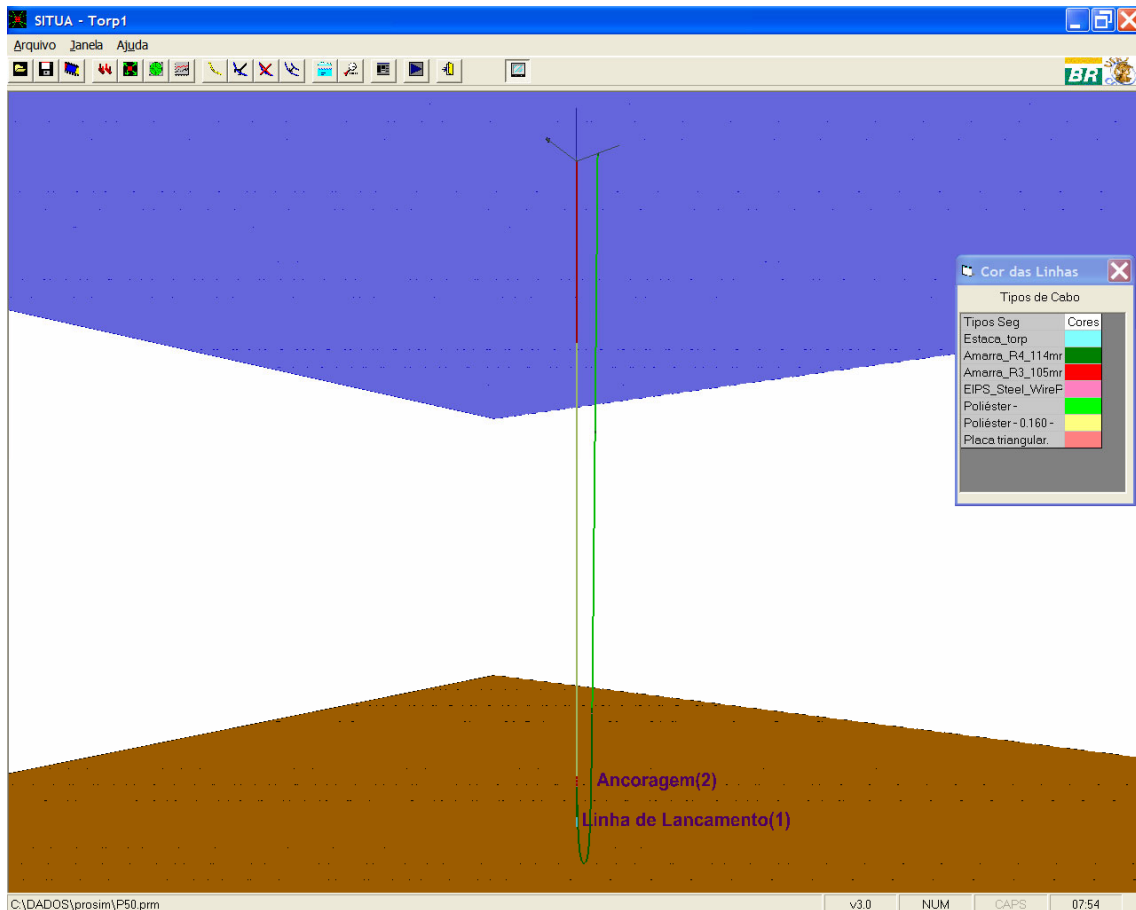 SITUA - Torp1
Arquivo Janela Ajuda
BR
Cor das Linhas
Tipos de Cabo
Tipos Seg Cores
Estaca_torp
Amarra_R4_114mr
Amarra_R3_105mr
EIPS_Steel_WireP
Poliéster -
Poliéster - 0.160 -
Placa triangular.
Ancoragem(2)
Linha de Lancamento(1)
C:\DADOS\prosim\P50.prm v3.0 NUM CAPS 07:54